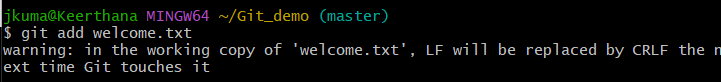 jkuma@Keerthana MINGW64 ~/Git_demo (master)
$ git add welcome.txt
warning: in the working copy of 'welcome.txt', LF will be replaced by CRLF the n
ext time Git touches it